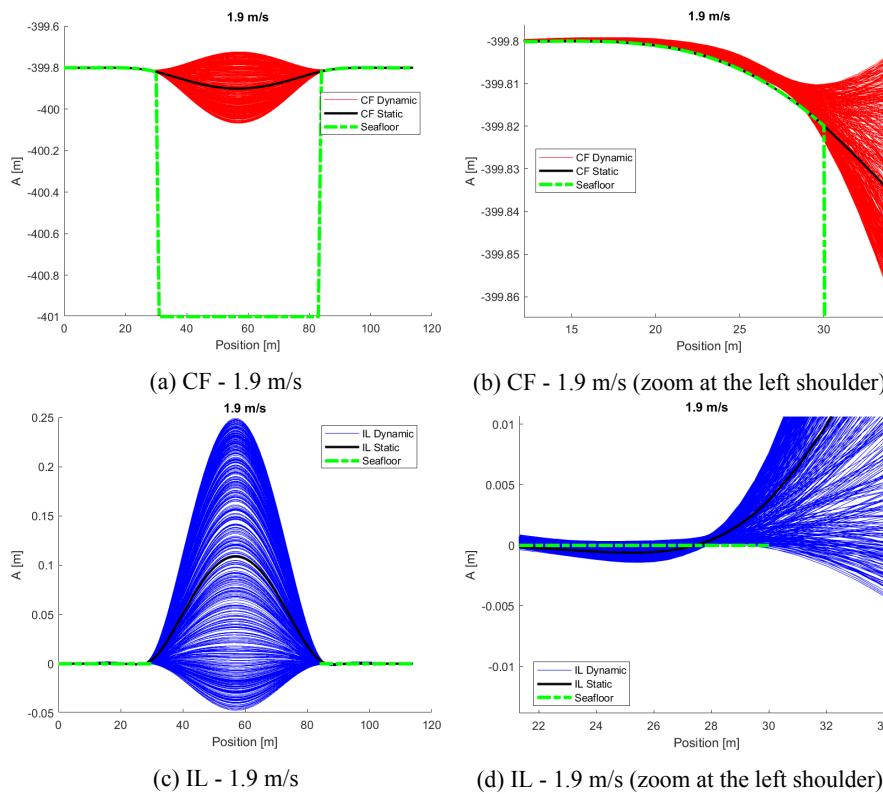 1.9 m/s
-399.6
-399.8
-400
-400.2
-400.4
-400.6
-400.8
-401
A [m]
CF Dynamic
CF Static
Seafloor
0 20 40 60 80 100 120
Position [m]
(a) CF - 1.9 m/s
1.9 m/s
-399.8
-399.81
-399.82
-399.83
-399.84
-399.85
-399.86
A [m]
CF Dynamic
CF Static
Seafloor
15 20 25 30
Position [m]
(b) CF - 1.9 m/s (zoom at the left shoulder)
1.9 m/s
0.25
0.2
0.15
0.1
0.05
0
-0.05
A [m]
IL Dynamic
IL Static
Seafloor
0 20 40 60 80 100 120
Position [m]
(c) IL - 1.9 m/s
1.9 m/s
0.01
0.005
0
-0.005
-0.01
A [m]
IL Dynamic
IL Static
Seafloor
22 24 26 28 30 32
Position [m]
(d) IL - 1.9 m/s (zoom at the left shoulder)